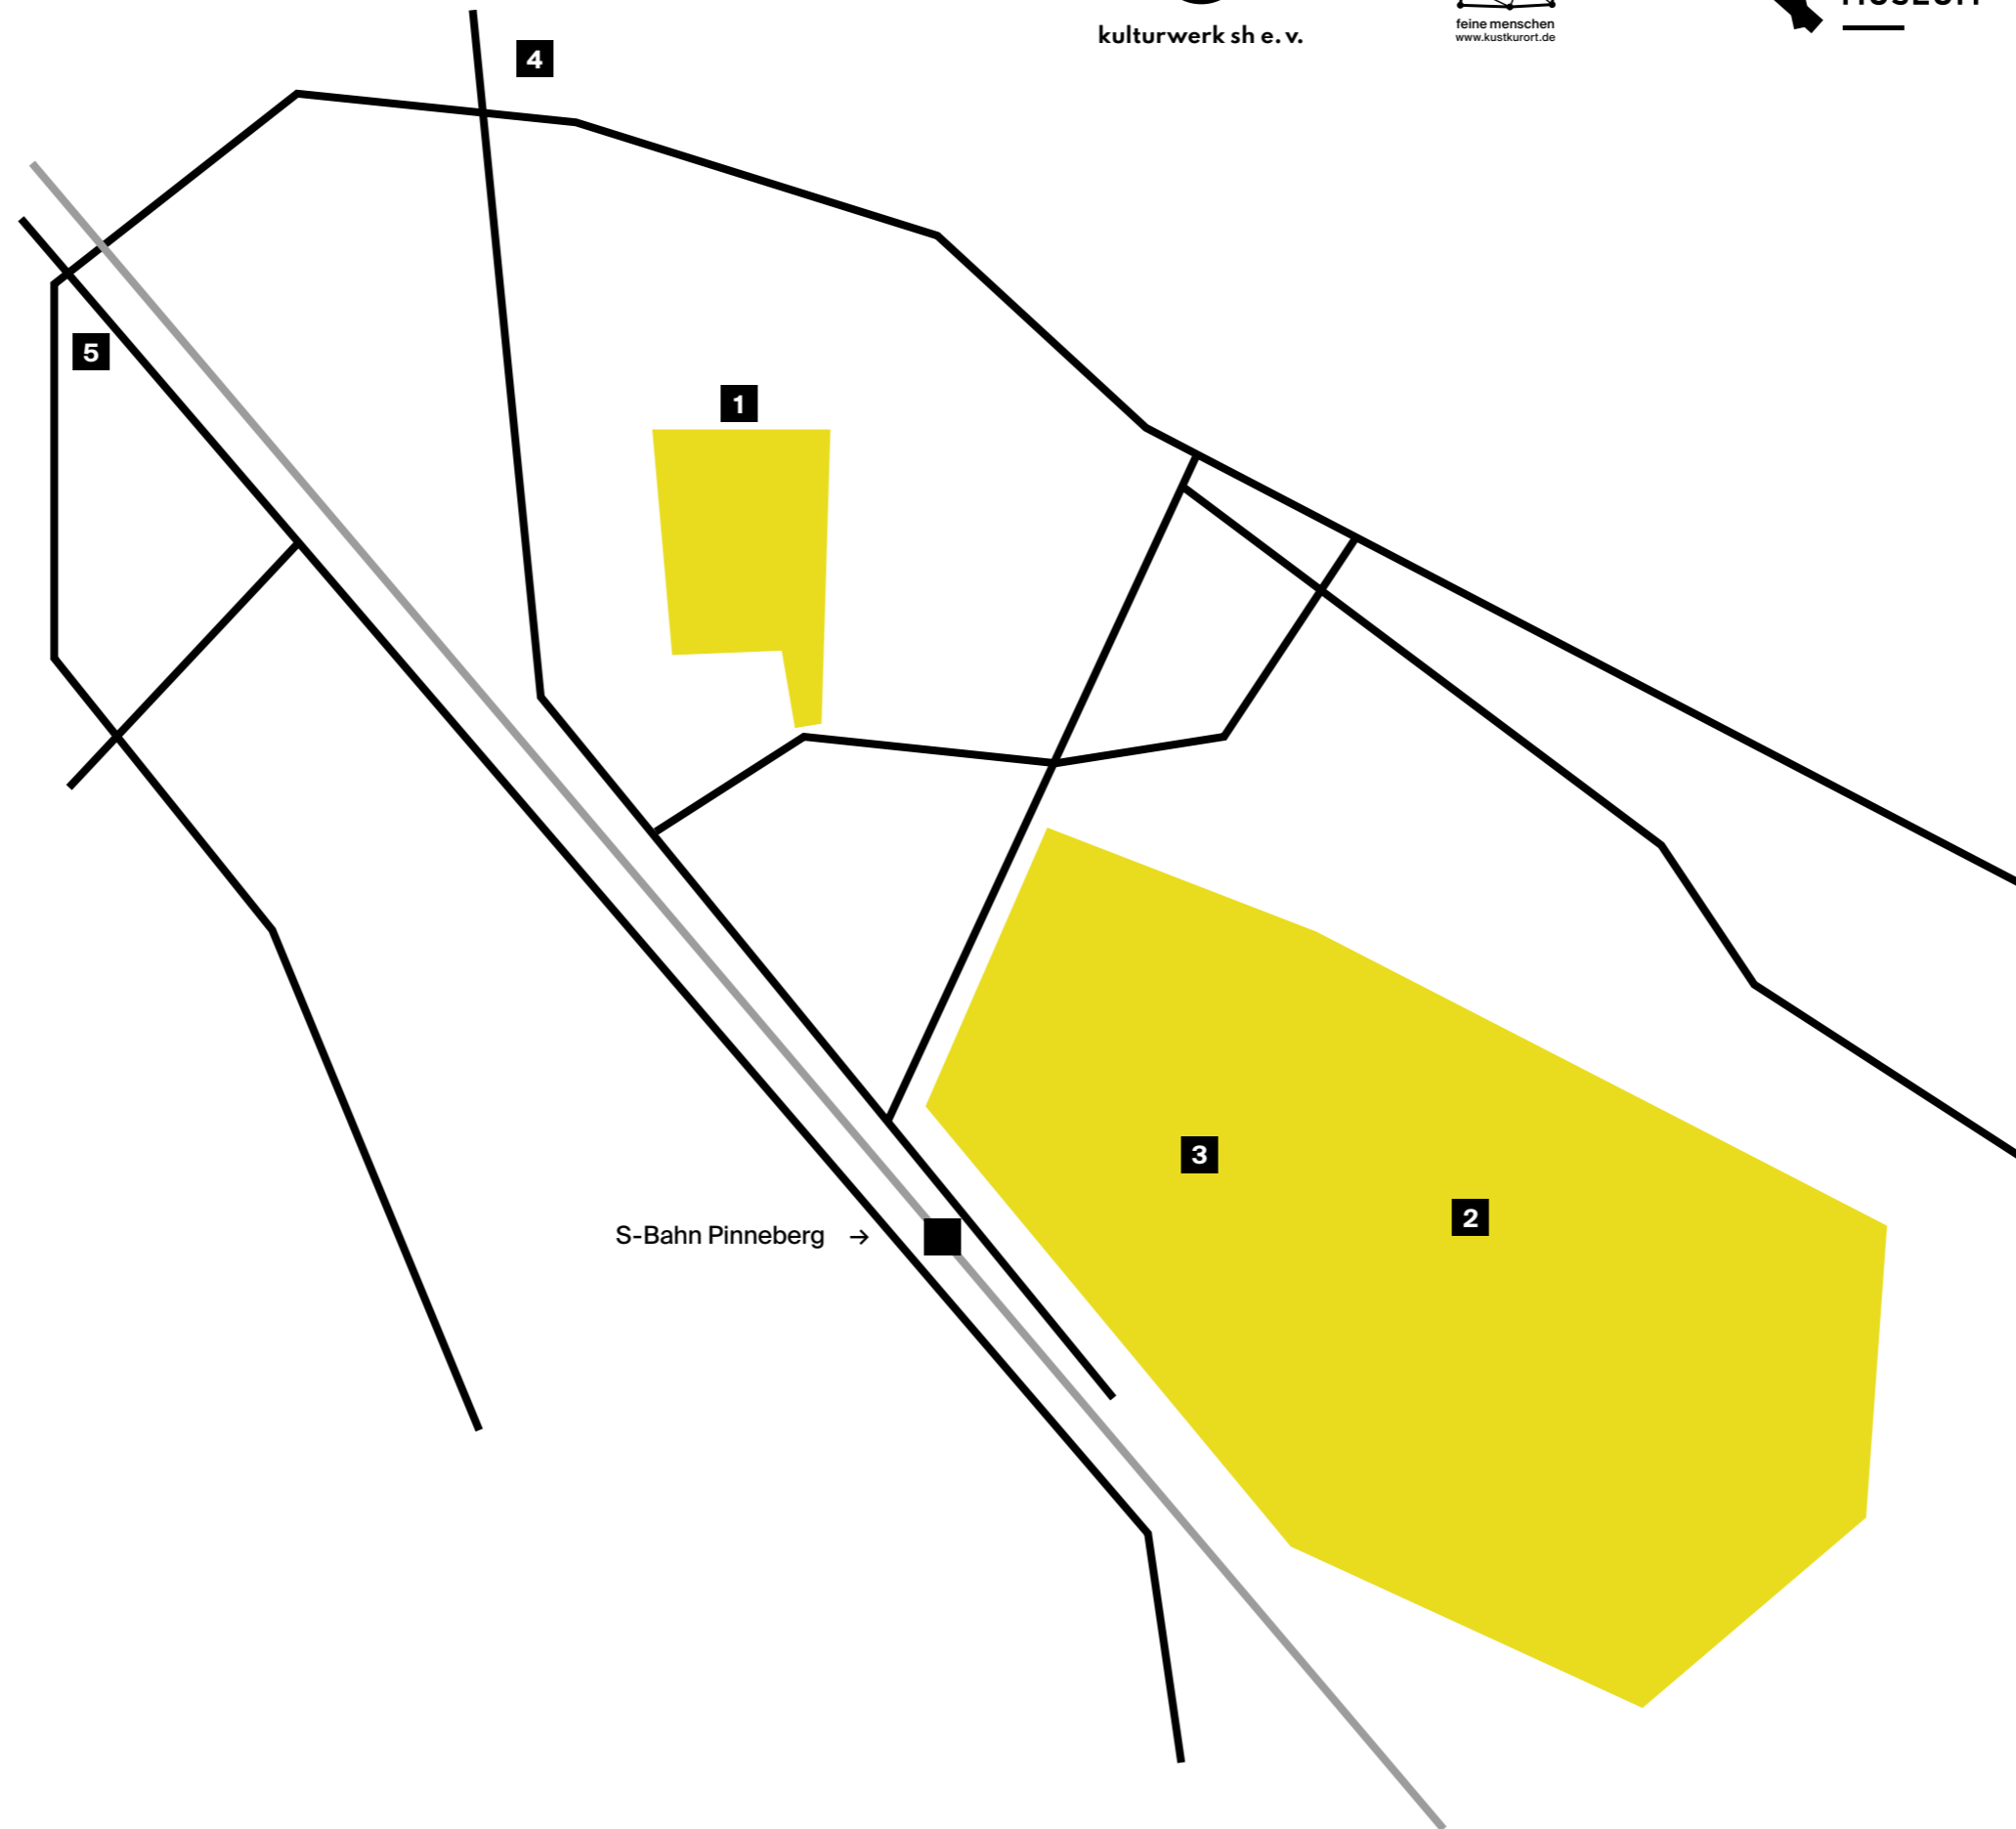 kulturwerk sh e. v.
feine menschen
www.kustkurort.de
4
5
1
3
2
S-Bahn Pinneberg →